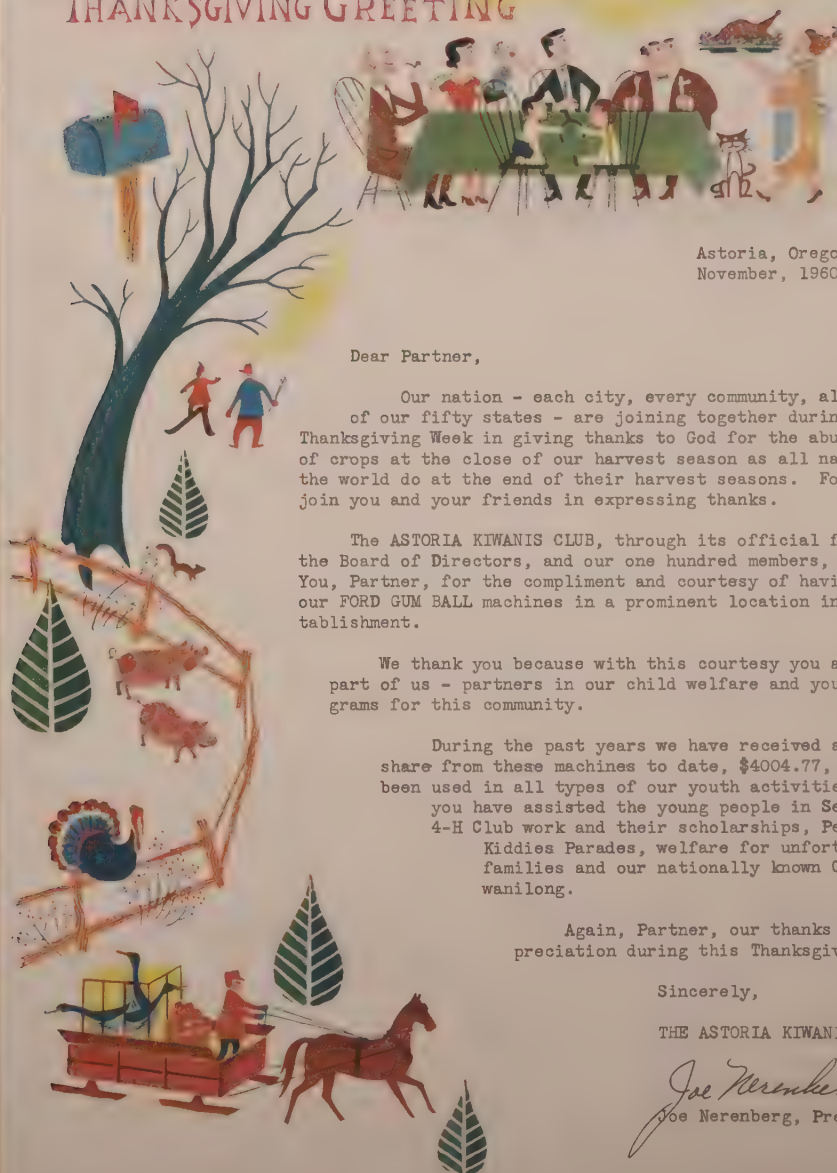 THANKSGIVING GREETING
Astoria, Orego
November, 1960
Dear Partner,
Our nation - each city, every community, al
of our fifty states - are joining together durin
Thanksgiving Week in giving thanks to God for the abu
of crops at the close of our harvest season as all na
the world do at the end of their harvest seasons. Fo
join you and your friends in expressing thanks.
The ASTORIA KIWANIS CLUB, through its official f
the Board of Directors, and our one hundred members,
You, Partner, for the compliment and courtesy of havi
our FORD GUM BALL machines in a prominent location in
tablishment.
We thank you because with this courtesy you a
part of us - partners in our child welfare and you
grams for this community.
During the past years we have received a
share from these machines to date, $4004.77,
been used in all types of our youth activitie
you have assisted the young people in Se
4-H Club work and their scholarships, Pe
Kiddies Parades, welfare for unfort
families and our nationally known C
wanilong.
Again, Partner, our thanks
preciation during this Thanksgiv
Sincerely,
THE ASTORIA KIWANI
Joe Nerenbe
Joe Nerenberg, Pre